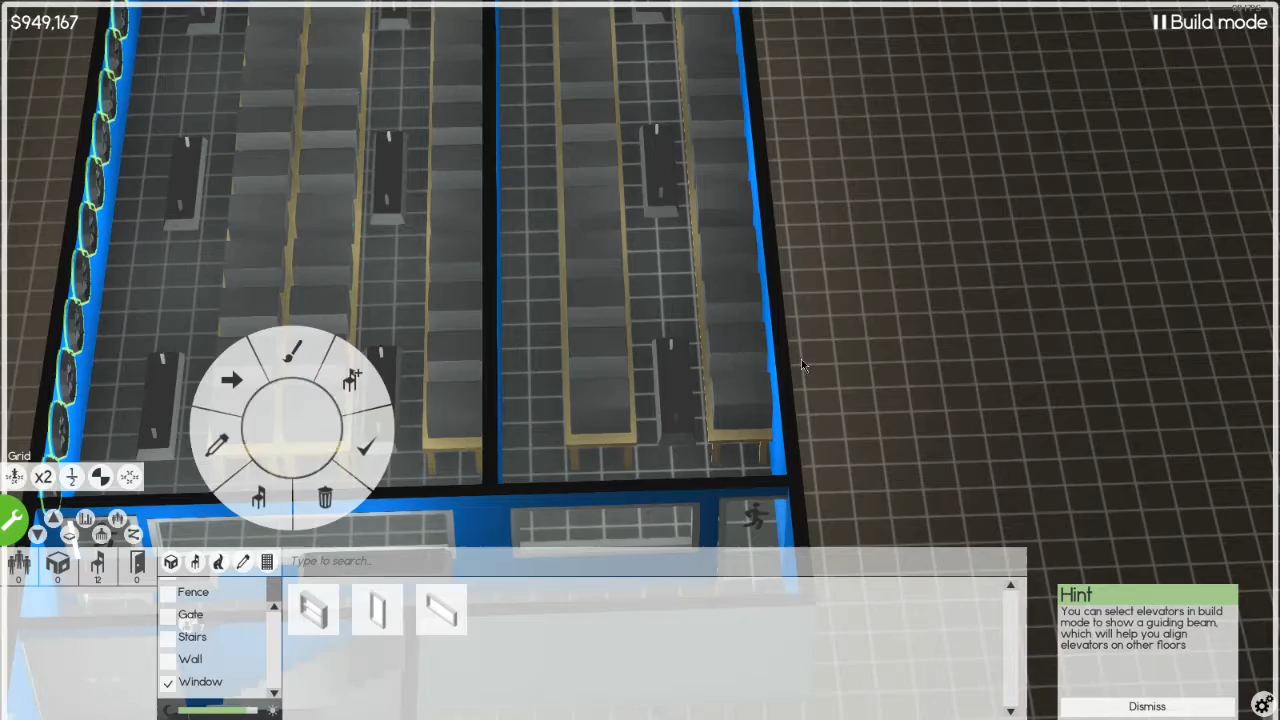 $949,167
Build mode
Grid
x2
1/2
0
0
12
0
Type to search...
Fence
Gate
Stairs
Wall
Window
Hint
You can select elevators in build
mode to show a guiding beam,
which will help you align
elevators on other floors
Dismiss